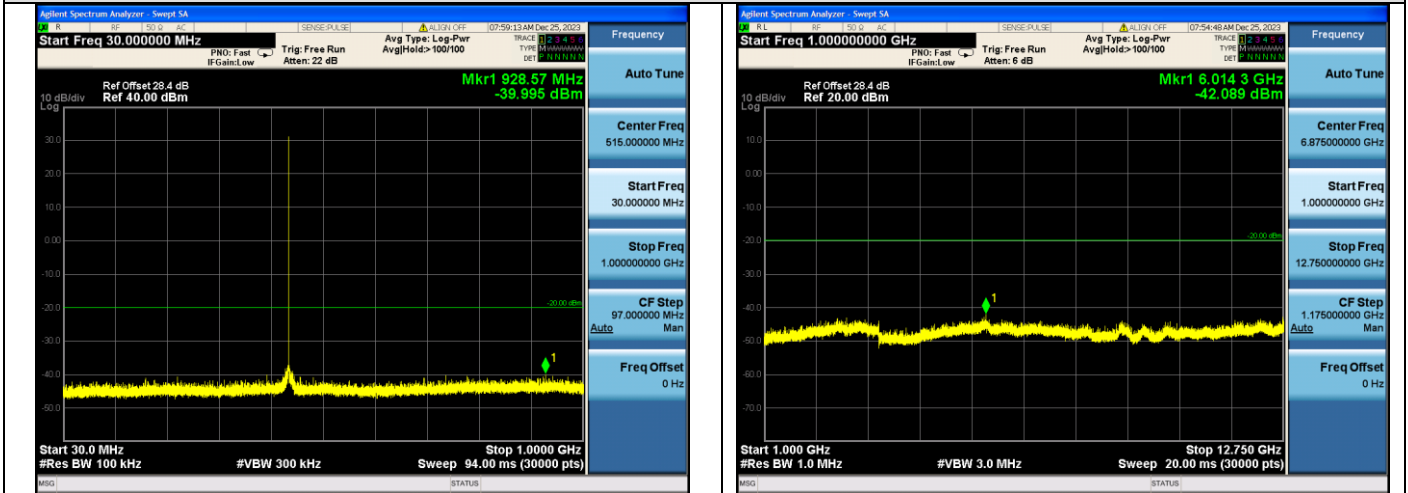 Agilent Spectrum Analyzer - Swept SA
R RF 50 Ω AC SENSE:PULSE ALIGN OFF 07:59:13 AM Dec 25, 2023
Start Freq 30.000000 MHz
PNO: Fast
IFGain:Low
Trig: Free Run
Atten: 22 dB
Avg Type: Log-Pwr
Avg|Hold:>100/100
TRACE 1 2 3 4 5 6
TYPE M
DET P N N N N N
Ref Offset 28.4 dB
Ref 40.00 dBm
10 dB/div
Log
Mkr1 928.57 MHz
-39.995 dBm
30.0
20.0
10.0
0.00
-10.0
-20.0
-20.00 dBm
-30.0
-40.0
1
-50.0
Start 30.0 MHz
Stop 1.0000 GHz
#Res BW 100 kHz
#VBW 300 kHz
Sweep 94.00 ms (30000 pts)
MSG
STATUS
Frequency
Auto Tune
Center Freq
515.000000 MHz
Start Freq
30.000000 MHz
Stop Freq
1.000000000 GHz
CF Step
97.000000 MHz
Auto Man
Freq Offset
0 Hz
Agilent Spectrum Analyzer - Swept SA
R L RF 50 Ω AC SENSE:PULSE ALIGN OFF 07:54:48 AM Dec 25, 2023
Start Freq 1.000000000 GHz
PNO: Fast
IFGain:Low
Trig: Free Run
Atten: 6 dB
Avg Type: Log-Pwr
Avg|Hold:>100/100
TRACE 1 2 3 4 5 6
TYPE M
DET P N N N N N
Ref Offset 28.4 dB
Ref 20.00 dBm
10 dB/div
Log
Mkr1 6.014 3 GHz
-42.089 dBm
10.0
0.00
-10.0
-20.0
-20.00 dBm
-30.0
-40.0
1
-50.0
-60.0
-70.0
Start 1.000 GHz
Stop 12.750 GHz
#Res BW 1.0 MHz
#VBW 3.0 MHz
Sweep 20.00 ms (30000 pts)
MSG
STATUS
Frequency
Auto Tune
Center Freq
6.875000000 GHz
Start Freq
1.000000000 GHz
Stop Freq
12.750000000 GHz
CF Step
1.175000000 GHz
Auto Man
Freq Offset
0 Hz